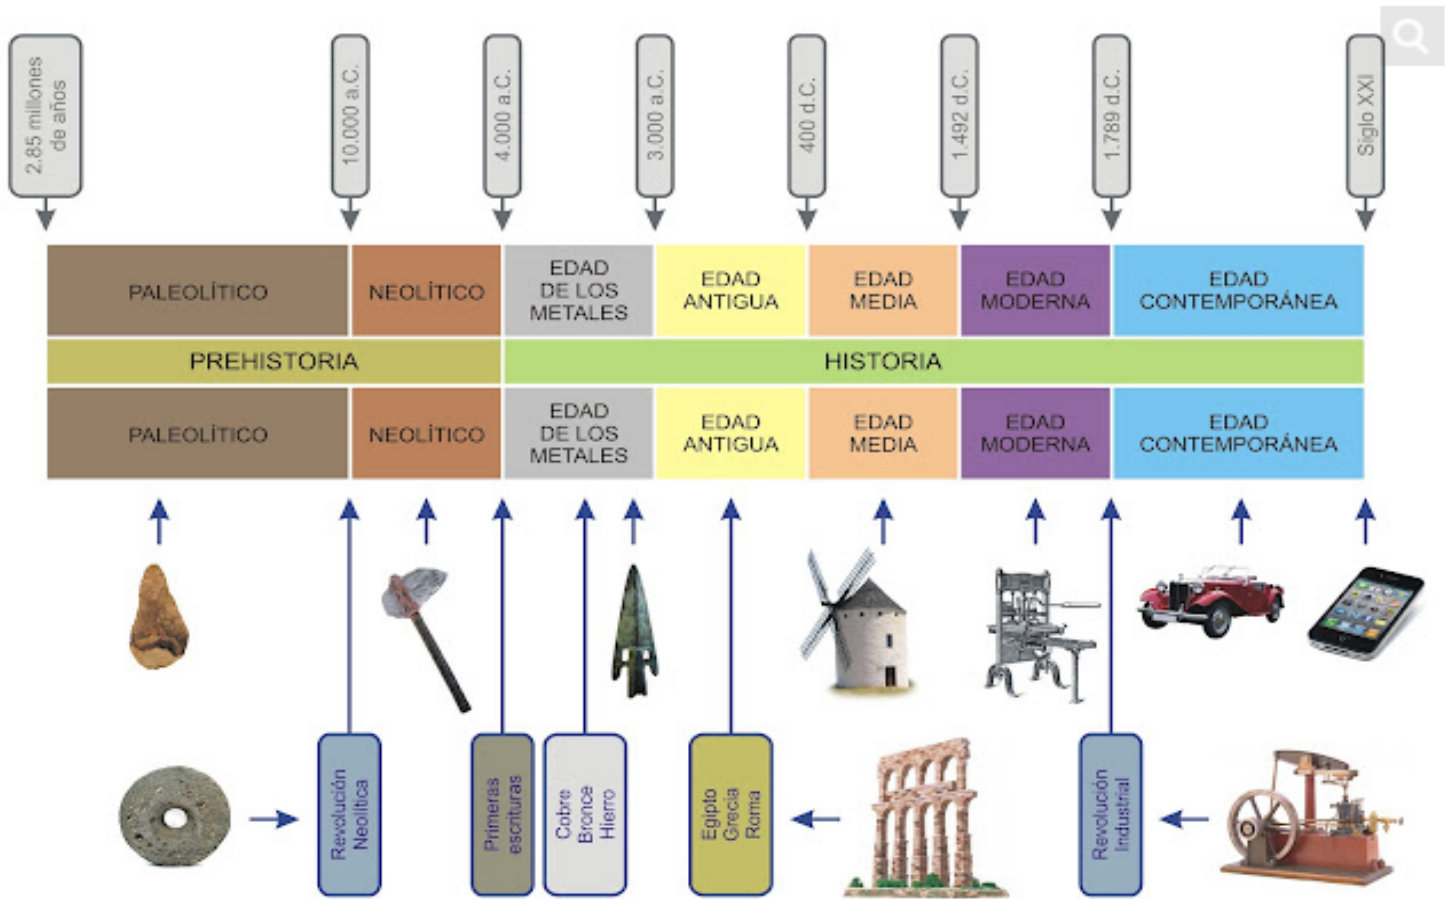 2.85 millones
de años
10.000 a.C.
4.000 a.C.
3.000 a.C.
400 d.C.
1.492 d.C.
1.789 d.C.
Siglo XXI
PALEOLÍTICO
NEOLÍTICO
EDAD
DE LOS
METALES
EDAD
ANTIGUA
EDAD
MEDIA
EDAD
MODERNA
EDAD
CONTEMPORÁNEA
PREHISTORIA
HISTORIA
PALEOLÍTICO
NEOLÍTICO
EDAD
DE LOS
METALES
EDAD
ANTIGUA
EDAD
MEDIA
EDAD
MODERNA
EDAD
CONTEMPORÁNEA
Revolución
Neolítica
Primeras
escrituras
Cobre
Bronce
Hierro
Egipto
Grecia
Roma
Revolución
Industrial